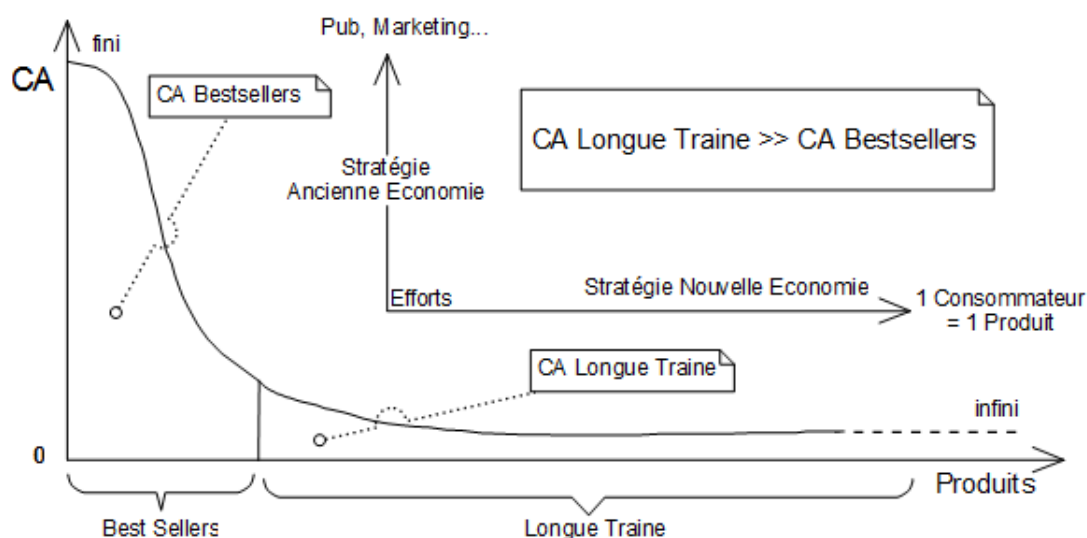 fini
Pub, Marketing...
CA
CA Bestsellers
CA Longue Traine >> CA Bestsellers
Stratégie
Ancienne Economie
Efforts
Stratégie Nouvelle Economie
1 Consommateur
= 1 Produit
CA Longue Traine
infini
0
Produits
Best Sellers
Longue Traine